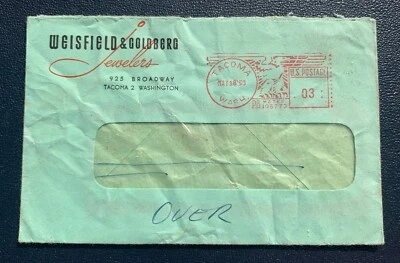 WEISFIELD & GOLDBERG
Jewelers
925 BROADWAY
TACOMA 2 WASHINGTON
TACOMA
WASH.
U.S. POSTAGE
03
OVER